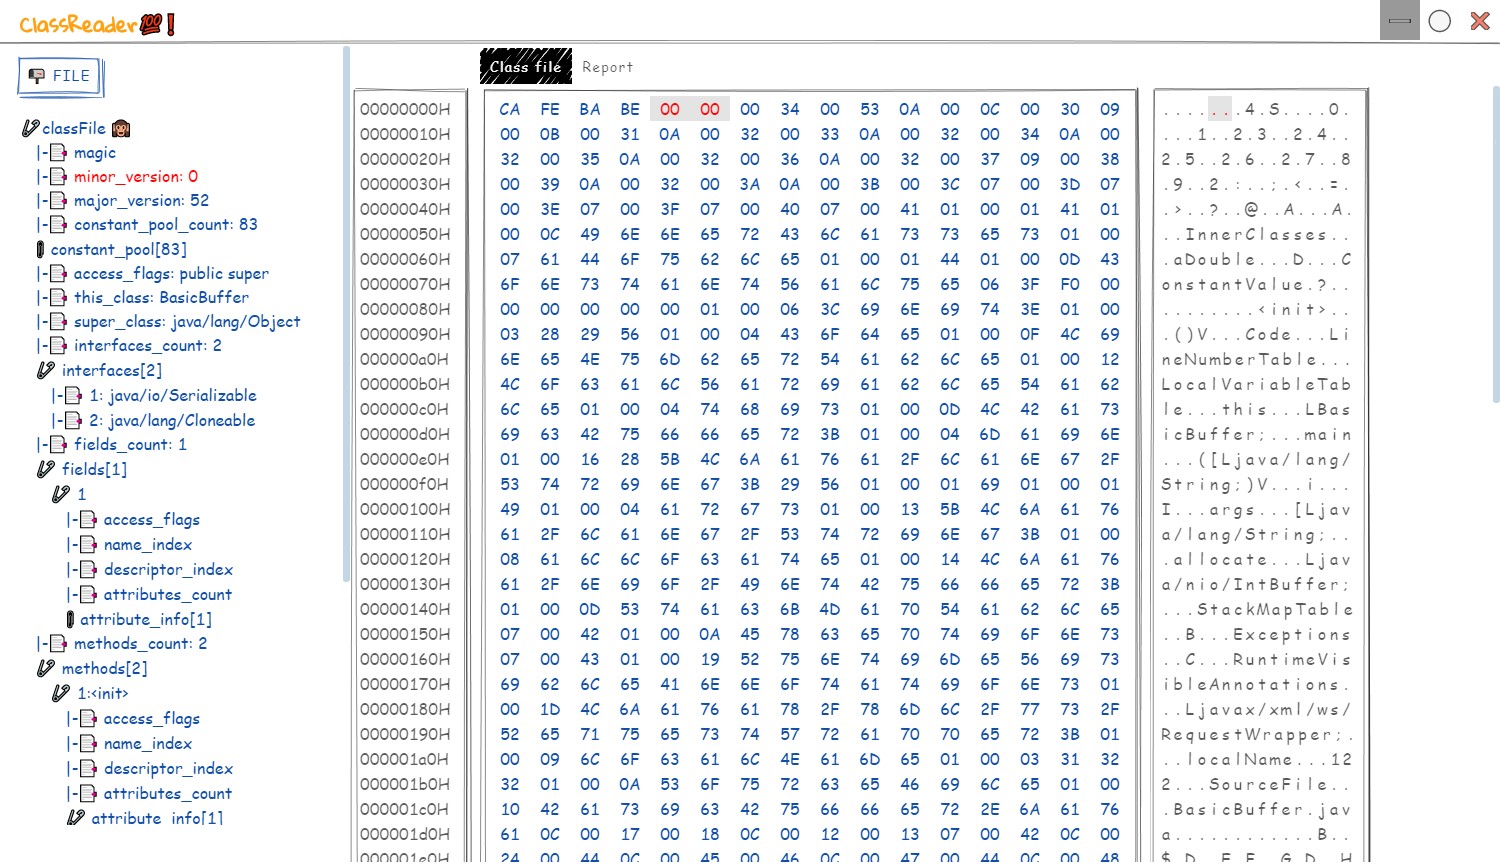 ClassReader💯❗
FILE
Class file Report
classFile
|- magic
|- minor_version: 0
|- major_version: 52
|- constant_pool_count: 83
constant_pool[83]
|- access_flags: public super
|- this_class: BasicBuffer
|- super_class: java/lang/Object
|- interfaces_count: 2
interfaces[2]
|- 1: java/io/Serializable
|- 2: java/lang/Cloneable
|- fields_count: 1
fields[1]
1
|- access_flags
|- name_index
|- descriptor_index
|- attributes_count
attribute_info[1]
|- methods_count: 2
methods[2]
1:<init>
|- access_flags
|- name_index
|- descriptor_index
|- attributes_count
attribute_info[1]
00000000H CA FE BA BE 00 00 00 34 00 53 0A 00 0C 00 30 09 .......4.S....0.
00000010H 00 0B 00 31 0A 00 32 00 33 0A 00 32 00 34 0A 00 ...1..2.3..2.4..
00000020H 32 00 35 0A 00 32 00 36 0A 00 32 00 37 09 00 38 2.5..2.6..2.7..8
00000030H 00 39 0A 00 32 00 3A 0A 00 3B 00 3C 07 00 3D 07 .9..2.:..;.<..=.
00000040H 00 3E 07 00 3F 07 00 40 07 00 41 01 00 01 41 01 .>..?..@..A...A.
00000050H 00 0C 49 6E 6E 65 72 43 6C 61 73 73 65 73 01 00 ..InnerClasses..
00000060H 07 61 44 6F 75 62 6C 65 01 00 01 44 01 00 0D 43 .aDouble...D...C
00000070H 6F 6E 73 74 61 6E 74 56 61 6C 75 65 06 3F F0 00 onstantValue.?..
00000080H 00 00 00 00 00 01 00 06 3C 69 6E 69 74 3E 01 00 ........<init>..
00000090H 03 28 29 56 01 00 04 43 6F 64 65 01 00 0F 4C 69 .()V...Code...Li
000000a0H 6E 65 4E 75 6D 62 65 72 54 61 62 6C 65 01 00 12 neNumberTable...
000000b0H 4C 6F 63 61 6C 56 61 72 69 61 62 6C 65 54 61 62 LocalVariableTab
000000c0H 6C 65 01 00 04 74 68 69 73 01 00 0D 4C 42 61 73 le...this...LBas
000000d0H 69 63 42 75 66 66 65 72 3B 01 00 04 6D 61 69 6E icBuffer;...main
000000e0H 01 00 16 28 5B 4C 6A 61 76 61 2F 6C 61 6E 67 2F ...([Ljava/lang/
000000f0H 53 74 72 69 6E 67 3B 29 56 01 00 01 69 01 00 01 String;)V...i...
00000100H 49 01 00 04 61 72 67 73 01 00 13 5B 4C 6A 61 76 I...args...[Ljav
00000110H 61 2F 6C 61 6E 67 2F 53 74 72 69 6E 67 3B 01 00 a/lang/String;..
00000120H 08 61 6C 6C 6F 63 61 74 65 01 00 14 4C 6A 61 76 .allocate...Ljav
00000130H 61 2F 6E 69 6F 2F 49 6E 74 42 75 66 66 65 72 3B a/nio/IntBuffer;
00000140H 01 00 0D 53 74 61 63 6B 4D 61 70 54 61 62 6C 65 ...StackMapTable
00000150H 07 00 42 01 00 0A 45 78 63 65 70 74 69 6F 6E 73 ..B...Exceptions
00000160H 07 00 43 01 00 19 52 75 6E 74 69 6D 65 56 69 73 ..C...RuntimeVis
00000170H 69 62 6C 65 41 6E 6E 6F 74 61 74 69 6F 6E 73 01 ibleAnnotations.
00000180H 00 1D 4C 6A 61 76 61 78 2F 78 6D 6C 2F 77 73 2F ..Ljavax/xml/ws/
00000190H 52 65 71 75 65 73 74 57 72 61 70 70 65 72 3B 01 RequestWrapper;.
000001a0H 00 09 6C 6F 63 61 6C 4E 61 6D 65 01 00 03 31 32 ..localName...12
000001b0H 32 01 00 0A 53 6F 75 72 63 65 46 69 6C 65 01 00 2...SourceFile..
000001c0H 10 42 61 73 69 63 42 75 66 66 65 72 2E 6A 61 76 .BasicBuffer.jav
000001d0H 61 0C 00 17 00 18 0C 00 12 00 13 07 00 42 0C 00 a............B..
000001e0H 24 00 44 0C 00 45 00 46 0C 00 47 00 44 0C 00 48 $.D..E.F..G.D..H